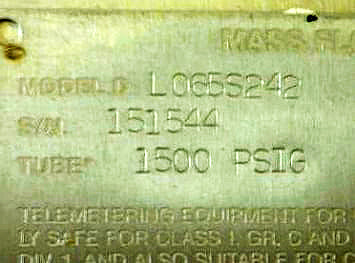 MASS FL
MODEL D L065S242
S/N. 151544
TUBE* 1500 PSIG
TELEMETERING EQUIPMENT FOR
LY SAFE FOR CLASS I, GR. C AND
DIV. 1, AND ALSO SUITABLE FOR C